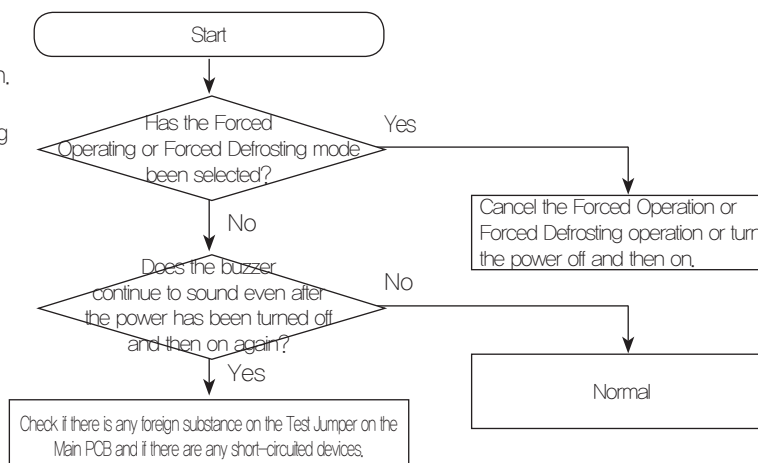 Start
n.
g
Has the Forced
Operating or Forced Defrosting mode
been selected?
Yes
Cancel the Forced Operation or
Forced Defrosting operation or turn
the power off and then on.
No
Does the buzzer
continue to sound even after
the power has been turned off
and then on again?
No
Normal
Yes
Check if there is any foreign substance on the Test Jumper on the
Main PCB and if there are any short-circuited devices.